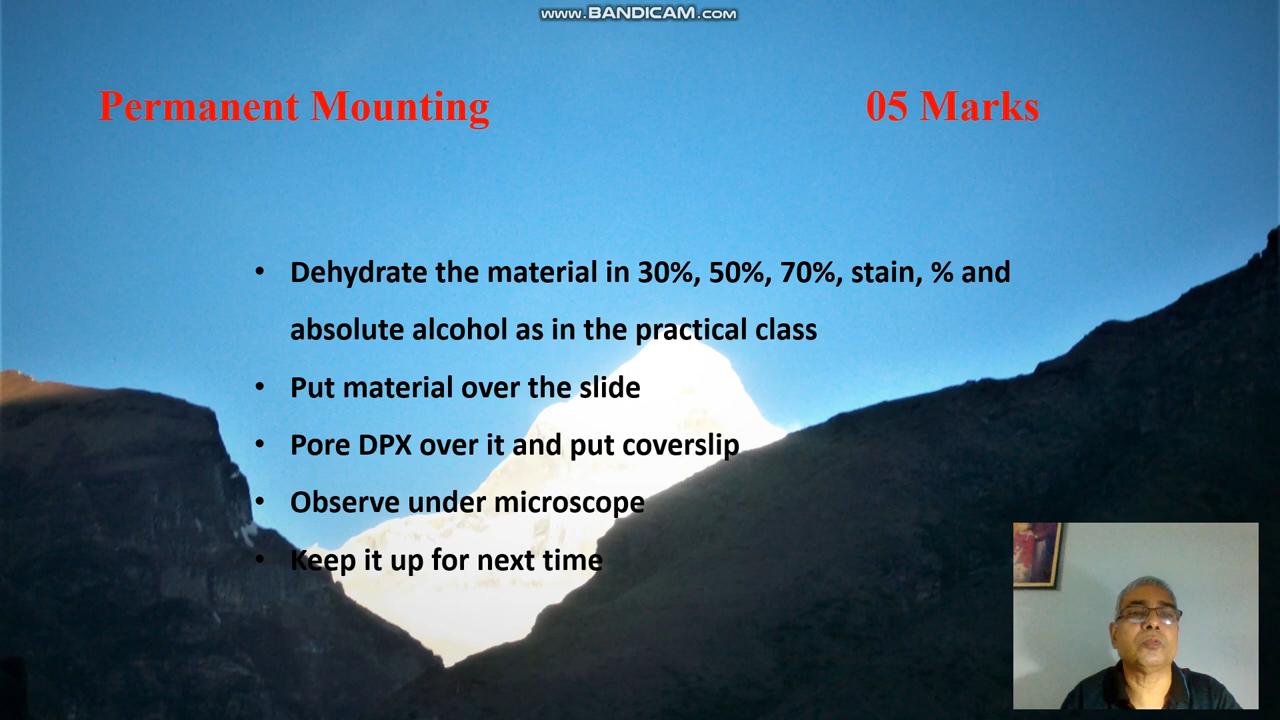 www.BANDICAM.com
Permanent Mounting 05 Marks
• Dehydrate the material in 30%, 50%, 70%, stain, % and
absolute alcohol as in the practical class
• Put material over the slide
• Pore DPX over it and put coverslip
• Observe under microscope
• Keep it up for next time